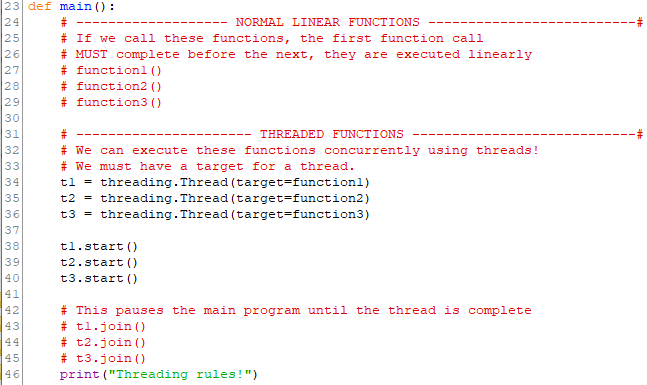 23 def main():
24 # ------------------- NORMAL LINEAR FUNCTIONS --------------------------#
25 # If we call these functions, the first function call
26 # MUST complete before the next, they are executed linearly
27 # function1()
28 # function2()
29 # function3()
30
31 # ---------------------- THREADED FUNCTIONS ----------------------------#
32 # We can execute these functions concurrently using threads!
33 # We must have a target for a thread.
34 t1 = threading.Thread(target=function1)
35 t2 = threading.Thread(target=function2)
36 t3 = threading.Thread(target=function3)
37
38 t1.start()
39 t2.start()
40 t3.start()
41
42 # This pauses the main program until the thread is complete
43 # t1.join()
44 # t2.join()
45 # t3.join()
46 print("Threading rules!")